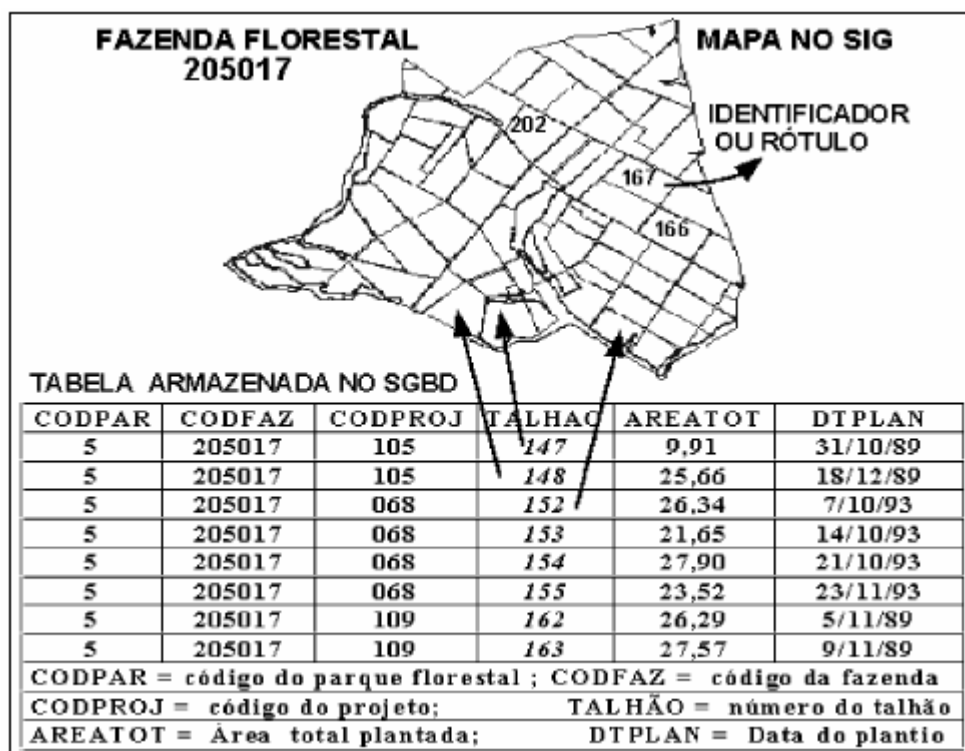 FAZENDA FLORESTAL
205017
MAPA NO SIG
IDENTIFICADOR
OU RÓTULO
202
167
166
TABELA ARMAZENADA NO SGBD
CODPAR CODFAZ CODPROJ TALHAO AREATOT DTPLAN
5 205017 105 147 9,91 31/10/89
5 205017 105 148 25,66 18/12/89
5 205017 068 152 26,34 7/10/93
5 205017 068 153 21,65 14/10/93
5 205017 068 154 27,90 21/10/93
5 205017 068 155 23,52 23/11/93
5 205017 109 162 26,29 5/11/89
5 205017 109 163 27,57 9/11/89
CODPAR = código do parque florestal ; CODFAZ = código da fazenda
CODPROJ = código do projeto; TALHÃO = número do talhão
AREATOT = Área total plantada; DTPLAN = Data do plantio